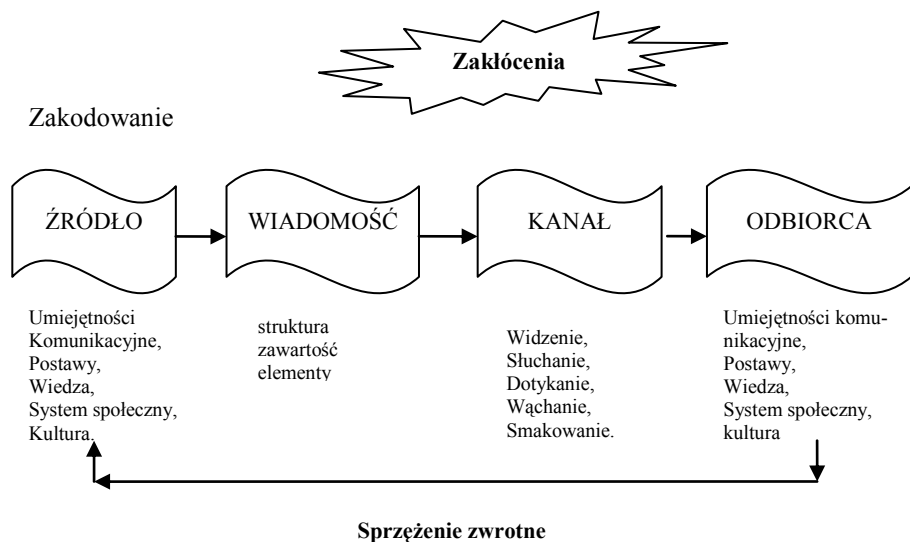 Zakłócenia
Zakodowanie
ŹRÓDŁO
WIADOMOŚĆ
KANAŁ
ODBIORCA
Umiejętności
Komunikacyjne,
Postawy,
Wiedza,
System społeczny,
Kultura.
struktura
zawartość
elementy
Widzenie,
Słuchanie,
Dotykanie,
Wąchanie,
Smakowanie.
Umiejętności komu-
nikacyjne,
Postawy,
Wiedza,
System społeczny,
kultura
Sprzężenie zwrotne